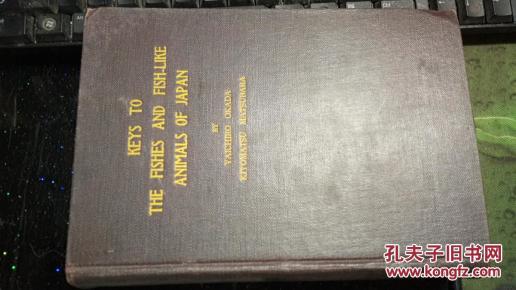 KEYS TO
THE FISHES AND FISH-LIKE
ANIMALS OF JAPAN
BY
YAICHIRO OKADA
KIYOMATSU MATSUBARA
孔夫子旧书网
www.kongfz.com